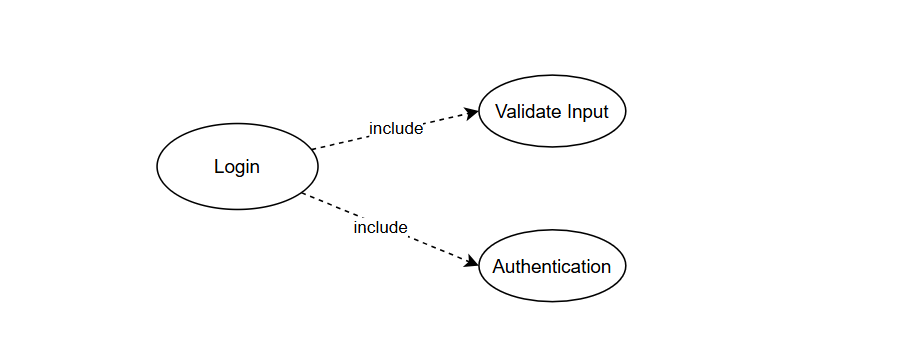 Validate Input
include
Login
include
Authentication